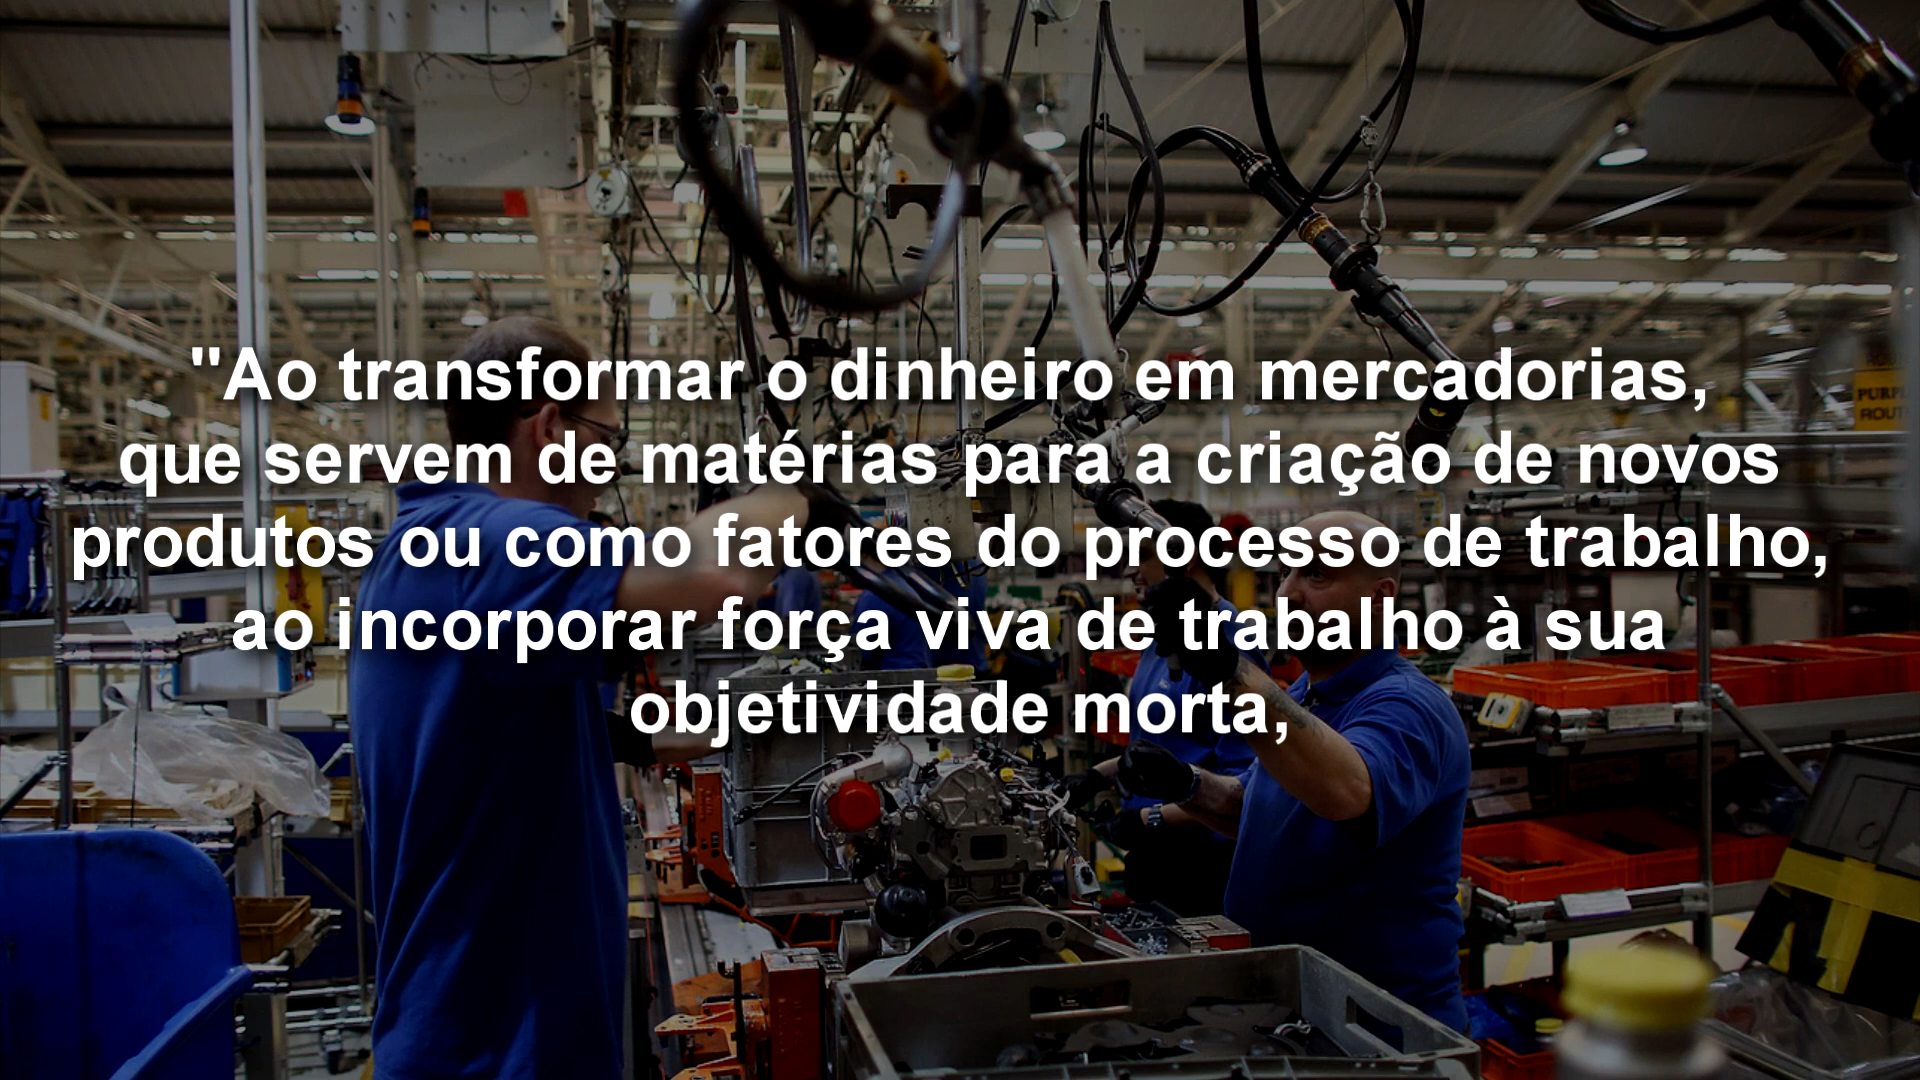 "Ao transformar o dinheiro em mercadorias,
que servem de matérias para a criação de novos
produtos ou como fatores do processo de trabalho,
ao incorporar força viva de trabalho à sua
objetividade morta,